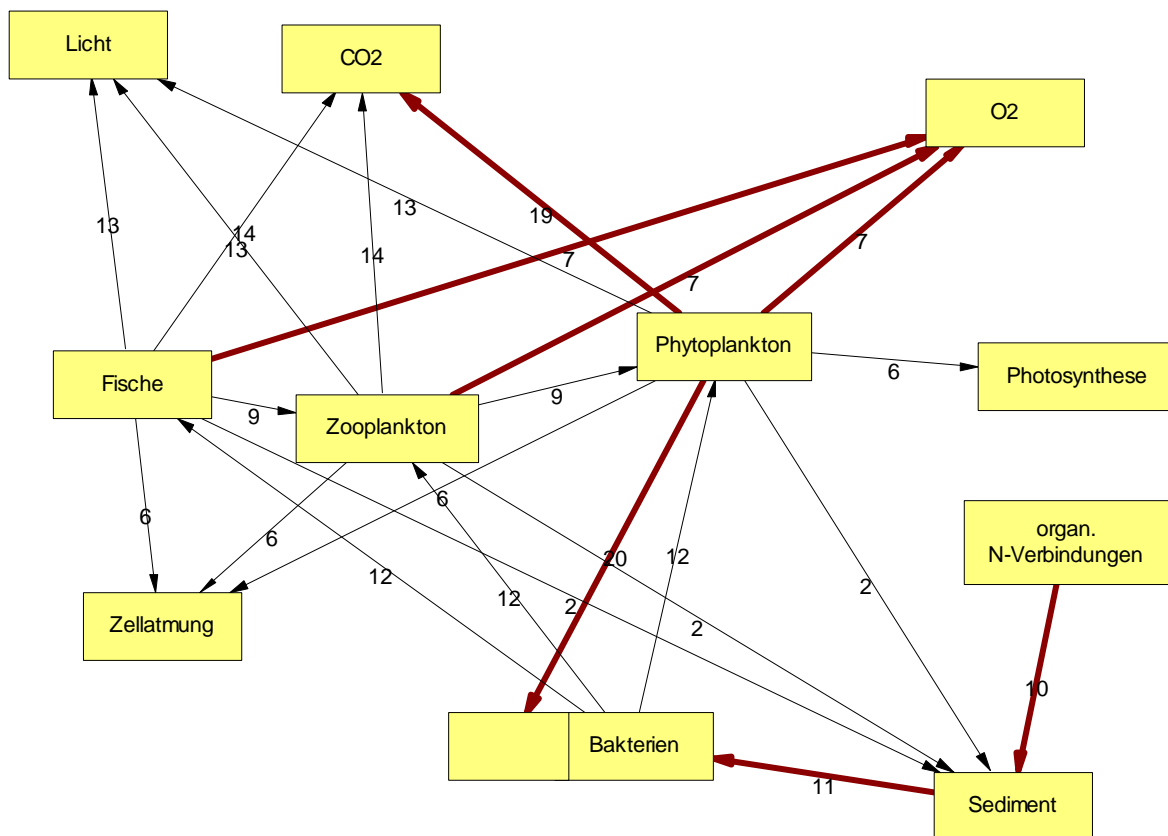 Licht
CO2
O2
19
13
13
14
13
14
7
7
7
Phytoplankton
Photosynthese
6
Fische
9
9
Zooplankton
6
6
6
organ.
N-Verbindungen
12
12
20
12
2
2
2
Zellatmung
10
Bakterien
11
Sediment